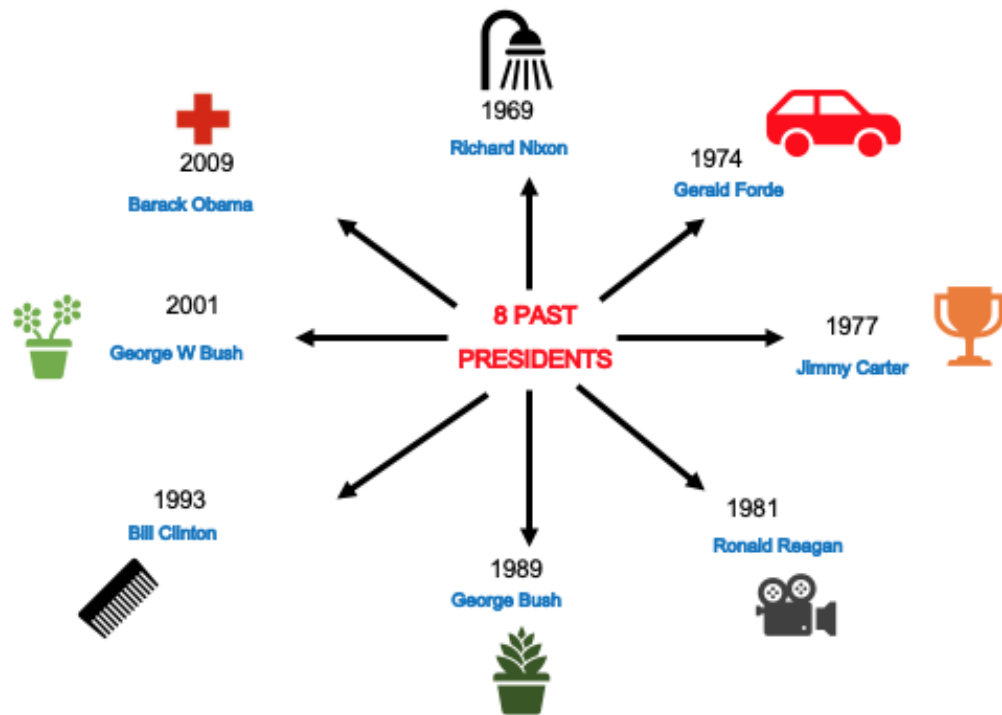 1969
Richard Nixon
1974
Gerald Forde
1977
Jimmy Carter
1981
Ronald Reagan
1989
George Bush
1993
Bill Clinton
2001
George W Bush
2009
Barack Obama
8 PAST
PRESIDENTS